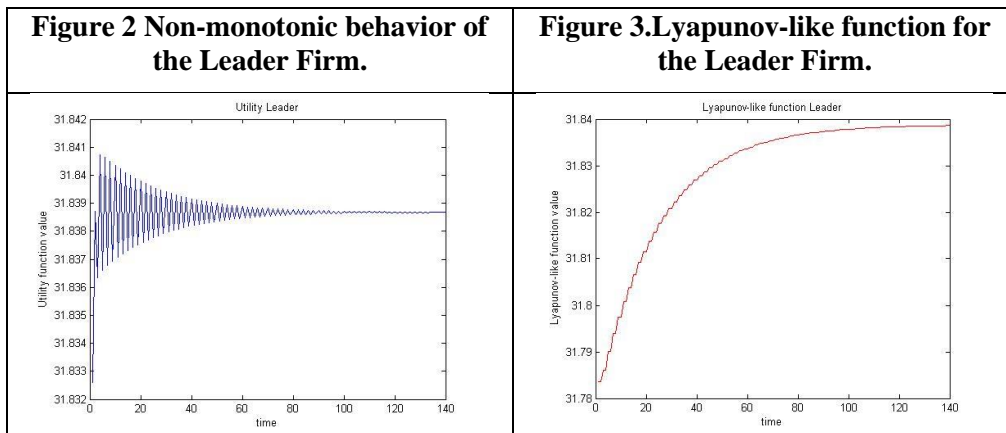 Figure 2 Non-monotonic behavior of
the Leader Firm.
Utility Leader
Utility function value
31.842
31.841
31.84
31.839
31.838
31.837
31.836
31.835
31.834
31.833
31.832
0 20 40 60 80 100 120 140
time
Figure 3.Lyapunov-like function for
the Leader Firm.
Lyapunov-like function Leader
Lyapunov-like function value
31.84
31.83
31.82
31.81
31.8
31.79
31.78
0 20 40 60 80 100 120 140
time